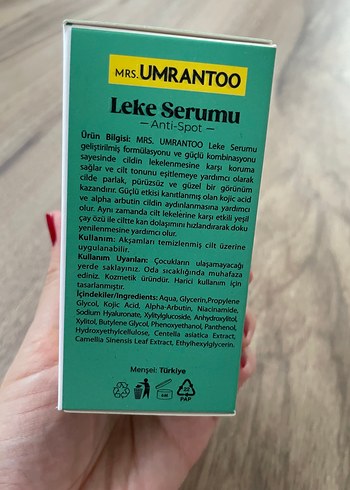 MRS. UMRANTOO
Leke Serumu
— Anti-Spot —
Ürün Bilgisi: MRS. UMRANTOO Leke Serumu
geliştirilmiş formülasyonu ve güçlü kombinasyonu
sayesinde cildin lekelenmesine karşı koruma
sağlar ve cilt tonunu eşitlemeye yardımcı olarak
cilde parlak, pürüzsüz ve güzel bir görünüm
kazandırır. Güçlü etkisi kanıtlanmış olan kojic acid
ve alpha arbutin cildin aydınlanmasına yardımcı
olur. Aynı zamanda cilt lekelerine karşı etkili yeşil
çay özü ile ciltte kan dolaşımını hızlandırarak doku
yenilenmesine yardımcı olur.
Kullanım: Akşamları temizlenmiş cilt üzerine
uygulanabilir.
Kullanım Uyarıları: Çocukların ulaşamayacağı
yerde saklayınız. Oda sıcaklığında muhafaza
ediniz. Kozmetik üründür. Harici kullanım için
tasarlanmıştır.
İçindekiler/Ingredients: Aqua, Glycerin,Propylene
Glycol, Kojic Acid, Alpha-Arbutin, Niacinamide,
Sodium Hyaluronate, Xylitylglucoside, Anhydroxylitol,
Xylitol, Butylene Glycol, Phenoxyethanol, Panthenol,
Hydroxyethylcellulose, Centella asiatica Extract,
Camellia Sinensis Leaf Extract, Ethylhexylglycerin.
Menşei: Türkiye
22
PAP